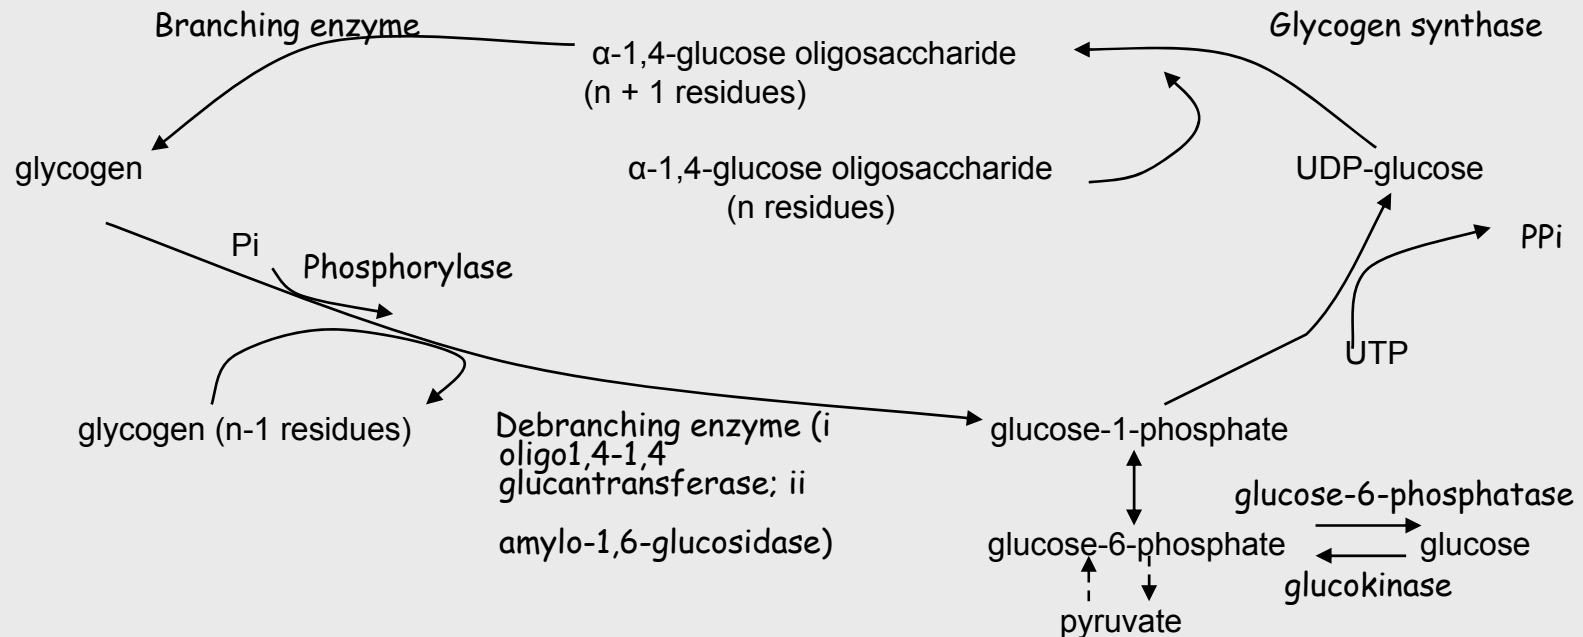 Branching enzyme
Glycogen synthase
α-1,4-glucose oligosaccharide
(n + 1 residues)
glycogen
α-1,4-glucose oligosaccharide
(n residues)
UDP-glucose
PPi
Pi
Phosphorylase
UTP
glycogen (n-1 residues)
Debranching enzyme (i
oligo1,4-1,4
glucantransferase; ii
amylo-1,6-glucosidase)
glucose-1-phosphate
glucose-6-phosphatase
glucose-6-phosphate
glucose
glucokinase
pyruvate